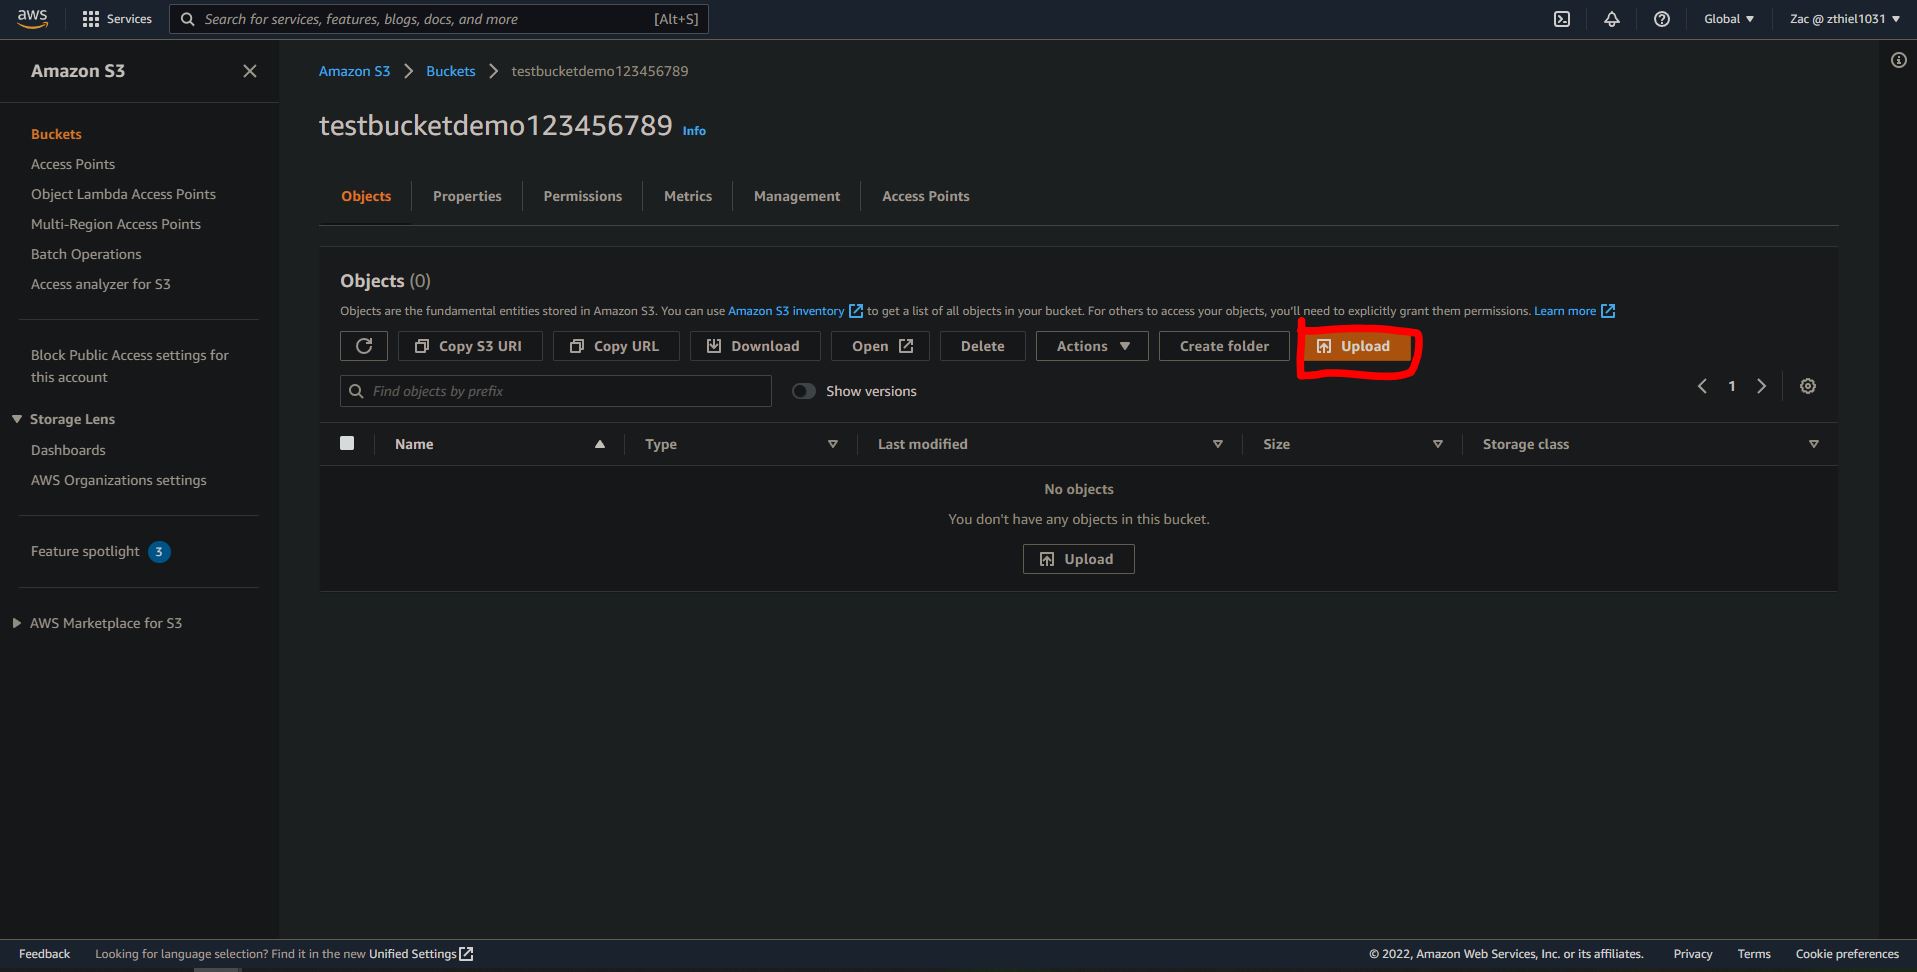 aws Services Search for services, features, blogs, docs, and more [Alt+S] Global Zac @ zthiel1031
Amazon S3
Buckets
Access Points
Object Lambda Access Points
Multi-Region Access Points
Batch Operations
Access analyzer for S3
Block Public Access settings for
this account
Storage Lens
Dashboards
AWS Organizations settings
Feature spotlight 3
AWS Marketplace for S3
Amazon S3 Buckets testbucketdemo123456789
testbucketdemo123456789 Info
Objects Properties Permissions Metrics Management Access Points
Objects (0)
Objects are the fundamental entities stored in Amazon S3. You can use Amazon S3 inventory to get a list of all objects in your bucket. For others to access your objects, you'll need to explicitly grant them permissions. Learn more
Copy S3 URI Copy URL Download Open Delete Actions Create folder Upload
Find objects by prefix Show versions 1
Name Type Last modified Size Storage class
No objects
You don't have any objects in this bucket.
Upload
Feedback Looking for language selection? Find it in the new Unified Settings © 2022, Amazon Web Services, Inc. or its affiliates. Privacy Terms Cookie preferences